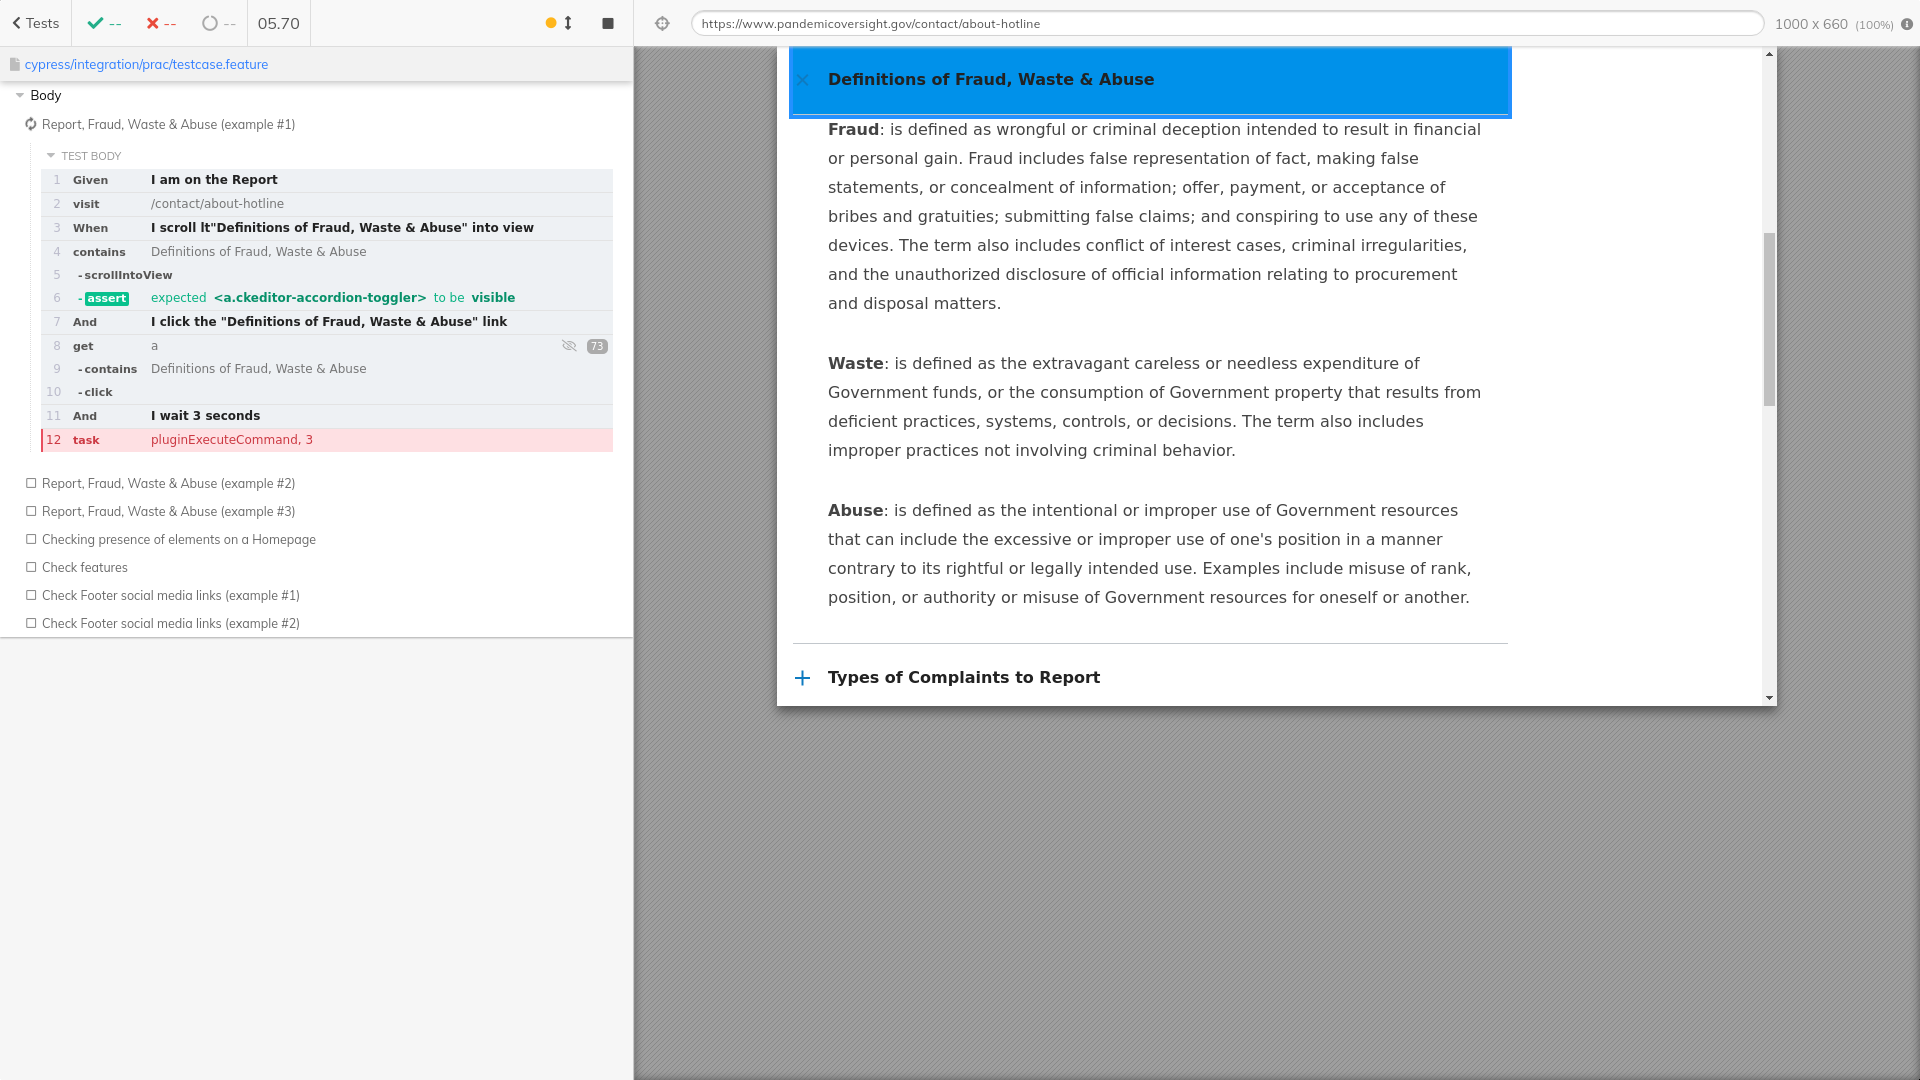 Tests
--
--
--
05.70
https://www.pandemicoversight.gov/contact/about-hotline
1000 x 660 (100%)
cypress/integration/prac/testcase.feature
Body
Report, Fraud, Waste & Abuse (example #1)
TEST BODY
1 Given I am on the Report
2 visit /contact/about-hotline
3 When I scroll lt"Definitions of Fraud, Waste & Abuse" into view
4 contains Definitions of Fraud, Waste & Abuse
5 -scrollIntoView
6 -assert expected <a.ckeditor-accordion-toggler> to be visible
7 And I click the "Definitions of Fraud, Waste & Abuse" link
8 get a 73
9 -contains Definitions of Fraud, Waste & Abuse
10 -click
11 And I wait 3 seconds
12 task pluginExecuteCommand, 3
Report, Fraud, Waste & Abuse (example #2)
Report, Fraud, Waste & Abuse (example #3)
Checking presence of elements on a Homepage
Check features
Check Footer social media links (example #1)
Check Footer social media links (example #2)
Definitions of Fraud, Waste & Abuse
Fraud: is defined as wrongful or criminal deception intended to result in financial
or personal gain. Fraud includes false representation of fact, making false
statements, or concealment of information; offer, payment, or acceptance of
bribes and gratuities; submitting false claims; and conspiring to use any of these
devices. The term also includes conflict of interest cases, criminal irregularities,
and the unauthorized disclosure of official information relating to procurement
and disposal matters.
Waste: is defined as the extravagant careless or needless expenditure of
Government funds, or the consumption of Government property that results from
deficient practices, systems, controls, or decisions. The term also includes
improper practices not involving criminal behavior.
Abuse: is defined as the intentional or improper use of Government resources
that can include the excessive or improper use of one's position in a manner
contrary to its rightful or legally intended use. Examples include misuse of rank,
position, or authority or misuse of Government resources for oneself or another.
Types of Complaints to Report